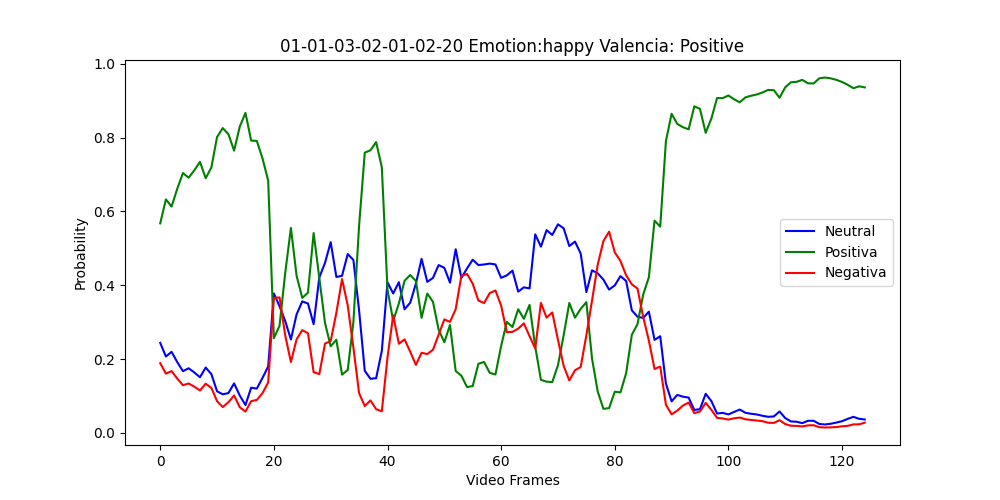 01-01-03-02-01-02-20 Emotion:happy Valencia: Positive
1.0
0.8
0.6
0.4
0.2
0.0
Probability
Neutral
Positiva
Negativa
0 20 40 60 80 100 120
Video Frames